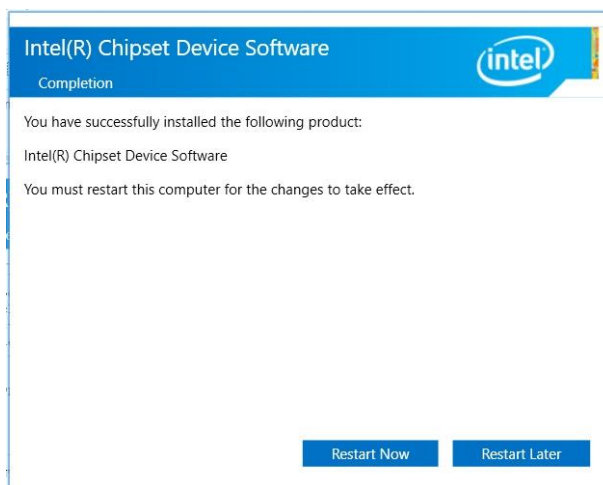 Intel(R) Chipset Device Software
intel
Completion
You have successfully installed the following product:
Intel(R) Chipset Device Software
You must restart this computer for the changes to take effect.
Restart Now
Restart Later